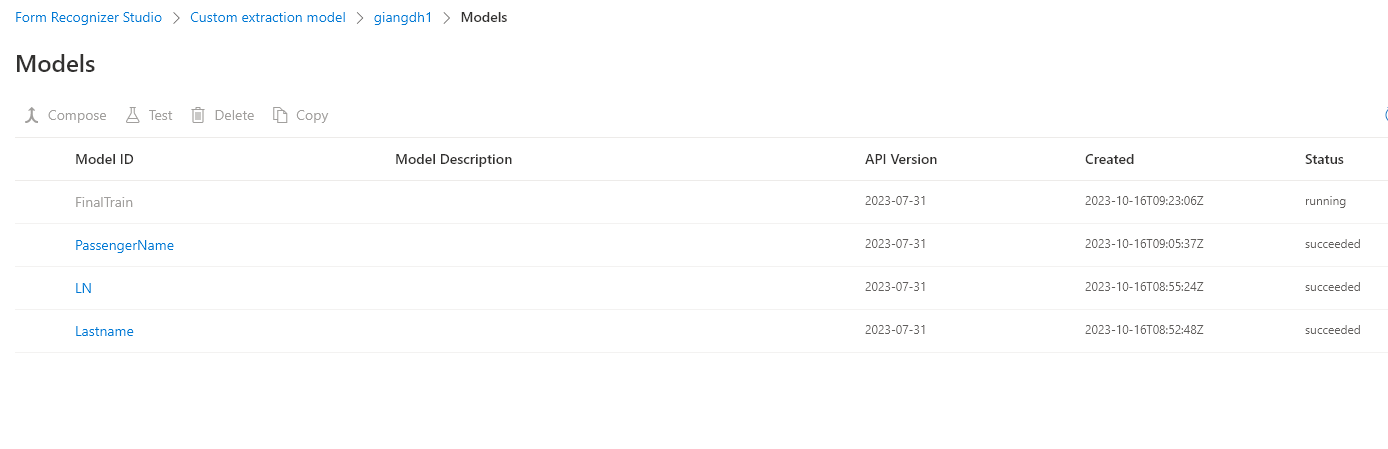 Form Recognizer Studio > Custom extraction model > giangdh1 > Models
Models
Compose Test Delete Copy
Model ID Model Description API Version Created Status
FinalTrain 2023-07-31 2023-10-16T09:23:06Z running
PassengerName 2023-07-31 2023-10-16T09:05:37Z succeeded
LN 2023-07-31 2023-10-16T08:55:24Z succeeded
Lastname 2023-07-31 2023-10-16T08:52:48Z succeeded